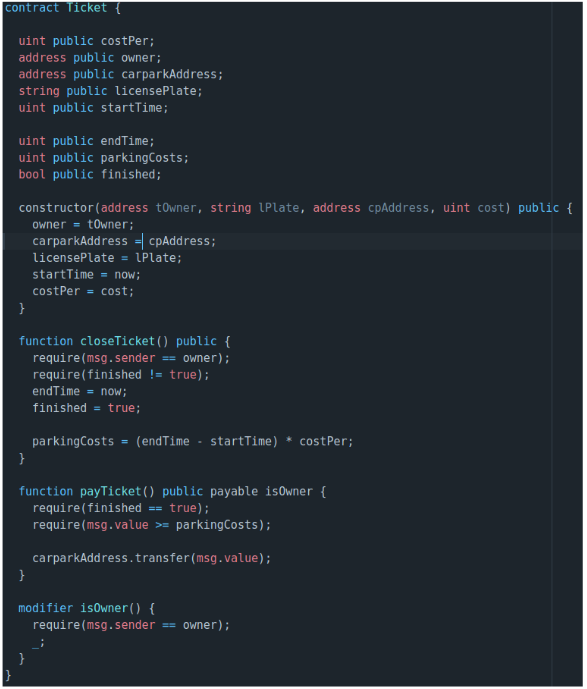 contract Ticket {
uint public costPer;
address public owner;
address public carparkAddress;
string public licensePlate;
uint public startTime;
uint public endTime;
uint public parkingCosts;
bool public finished;
constructor(address tOwner, string lPlate, address cpAddress, uint cost) public {
owner = tOwner;
carparkAddress = cpAddress;
licensePlate = lPlate;
startTime = now;
costPer = cost;
}
function closeTicket() public {
require(msg.sender == owner);
require(finished != true);
endTime = now;
finished = true;
parkingCosts = (endTime - startTime) * costPer;
}
function payTicket() public payable isOwner {
require(finished == true);
require(msg.value >= parkingCosts);
carparkAddress.transfer(msg.value);
}
modifier isOwner() {
require(msg.sender == owner);
_;
}
}